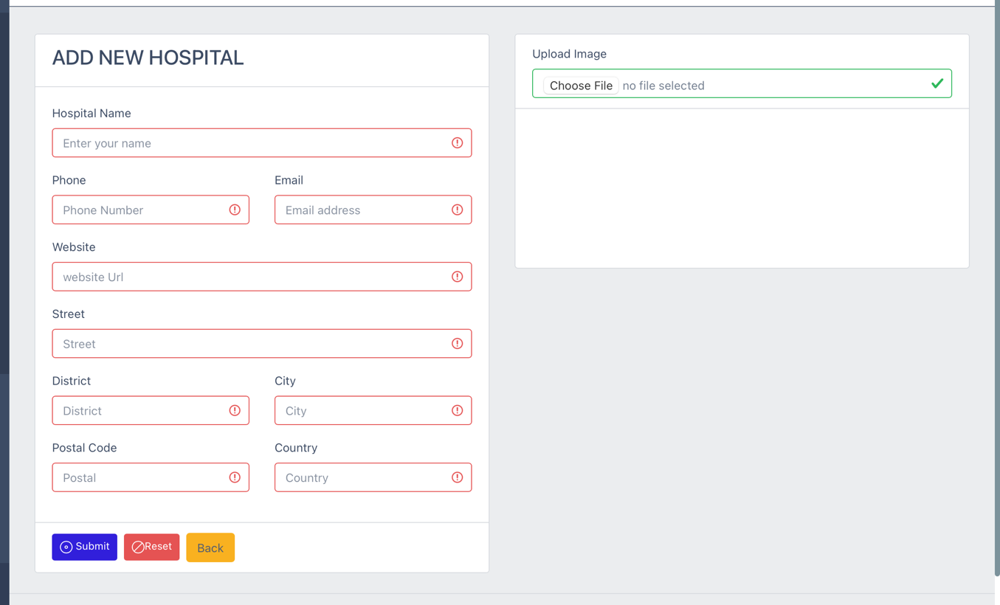 ADD NEW HOSPITAL
Hospital Name
Enter your name
Phone Email
Phone Number Email address
Website
website Url
Street
Street
District City
District City
Postal Code Country
Postal Country
Submit Reset Back
Upload Image
Choose File no file selected